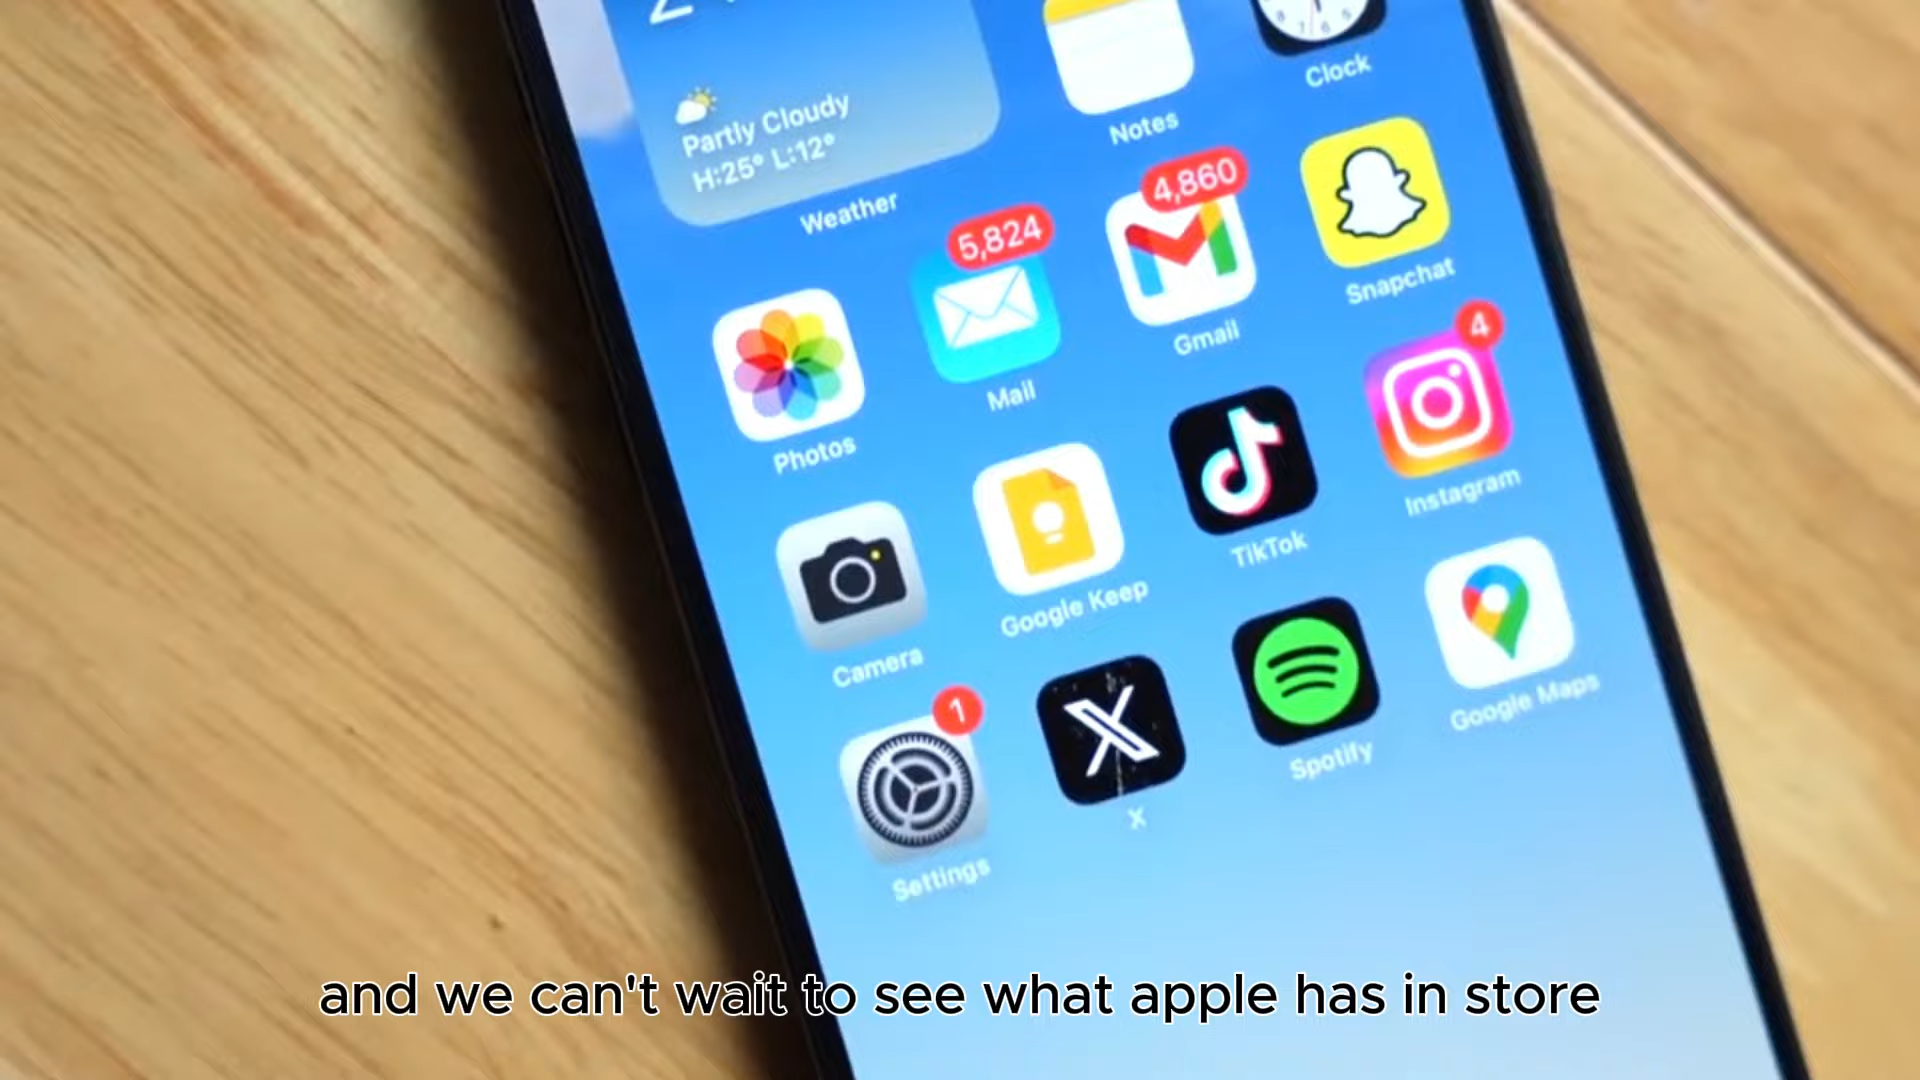 Partly Cloudy
H:25° L:12°
Weather
Notes
Clock
5,824
Mail
4,860
Gmail
Snapchat
Photos
Google Keep
TikTok
4
Instagram
Camera
1
Settings
X
Spotify
Google Maps
and we can't wait to see what apple has in store